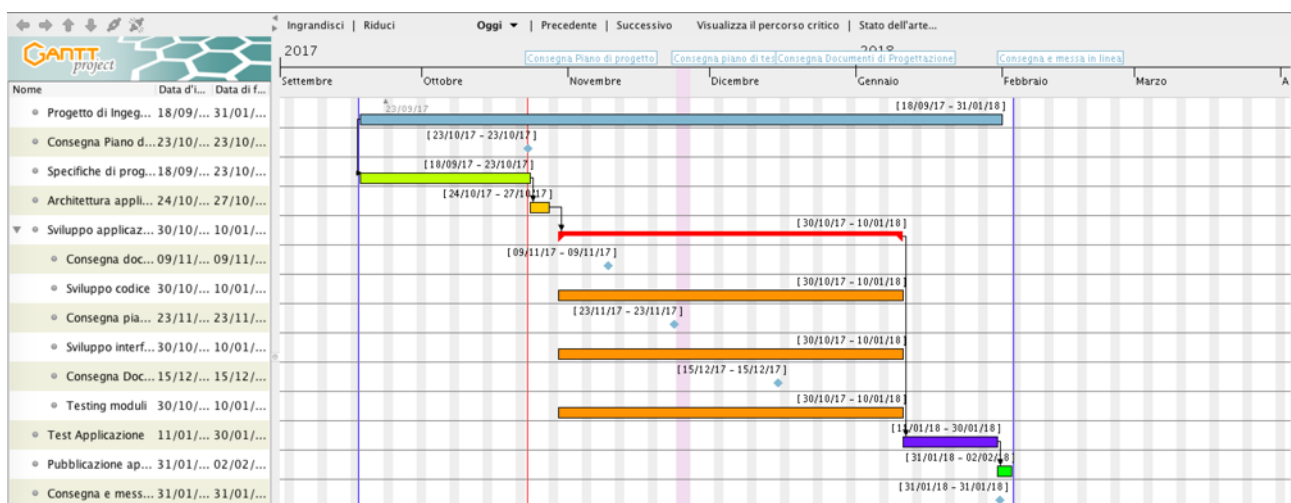 Ingrandisci | Riduci Oggi | Precedente | Successivo Visualizza il percorso critico | Stato dell'arte...
GANTT
project
2017 2018
Consegna Piano di progetto Consegna piano di tes Consegna Documenti di Progettazione Consegna e messa in linea
Settembre Ottobre Novembre Dicembre Gennaio Febbraio Marzo A
Nome Data d'i... Data di f...
23/09/17
Progetto di Ingeg... 18/09/... 31/01/... [18/09/17 - 31/01/18]
Consegna Piano d... 23/10/... 23/10/... [23/10/17 - 23/10/17]
Specifiche di prog... 18/09/... 23/10/... [18/09/17 - 23/10/17]
Architettura appli... 24/10/... 27/10/... [24/10/17 - 27/10/17]
Sviluppo applicaz... 30/10/... 10/01/... [30/10/17 - 10/01/18]
Consegna doc... 09/11/... 09/11/... [09/11/17 - 09/11/17]
Sviluppo codice 30/10/... 10/01/... [30/10/17 - 10/01/18]
Consegna pia... 23/11/... 23/11/... [23/11/17 - 23/11/17]
Sviluppo interf... 30/10/... 10/01/... [30/10/17 - 10/01/18]
Consegna Doc... 15/12/... 15/12/... [15/12/17 - 15/12/17]
Testing moduli 30/10/... 10/01/... [30/10/17 - 10/01/18]
Test Applicazione 11/01/... 30/01/... [11/01/18 - 30/01/18]
Pubblicazione ap... 31/01/... 02/02/... [31/01/18 - 02/02/18]
Consegna e mess... 31/01/... 31/01/... [31/01/18 - 31/01/18]